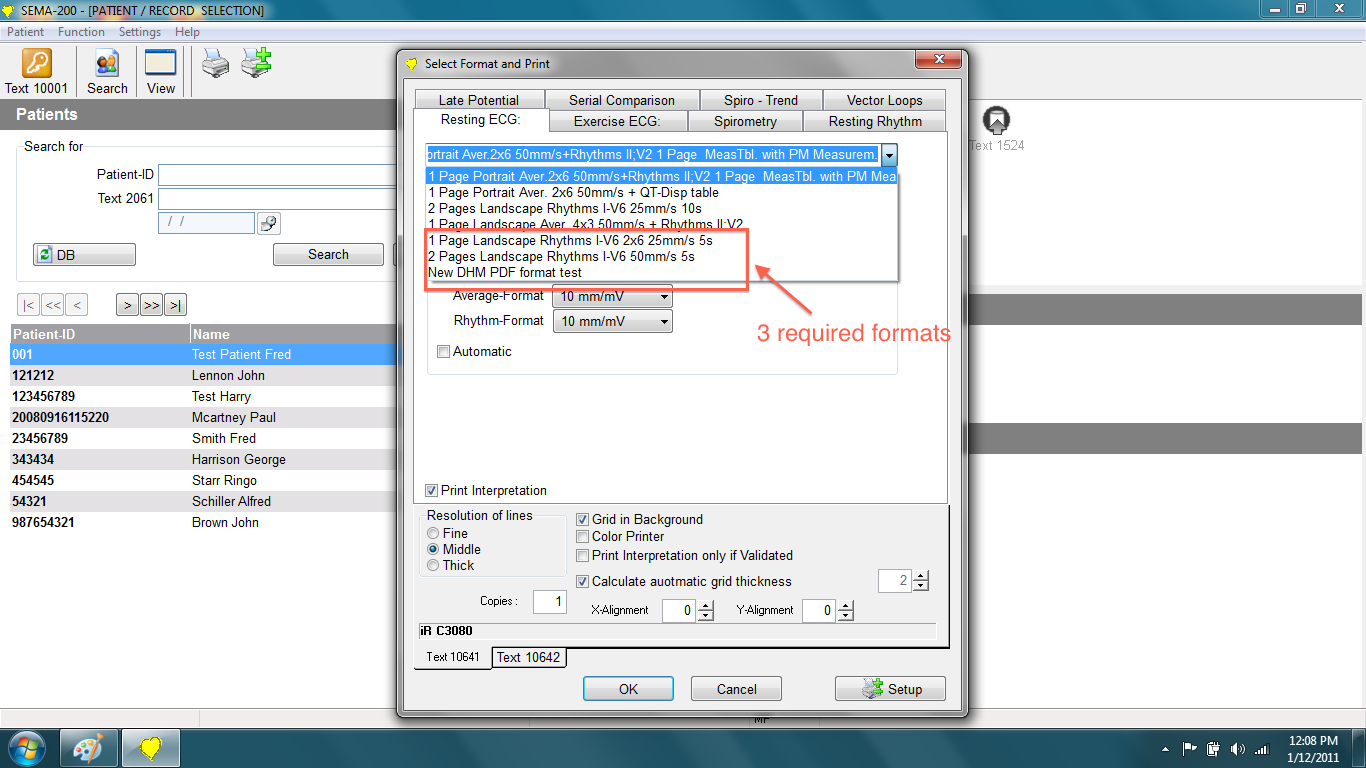 SEMA-200 - [PATIENT / RECORD SELECTION]
Patient Function Settings Help
Text 10001 Search View
Patients
Search for
Patient-ID
Text 2061
/ /
DB
Search
|< << < > >> >|
Patient-ID Name
001 Test Patient Fred
121212 Lennon John
123456789 Test Harry
20080916115220 Mcartney Paul
23456789 Smith Fred
343434 Harrison George
454545 Starr Ringo
54321 Schiller Alfred
987654321 Brown John
Text 1524
Select Format and Print
Late Potential Serial Comparison Spiro - Trend Vector Loops
Resting ECG: Exercise ECG: Spirometry Resting Rhythm
ortrait Aver.2x6 50mm/s+Rhythms II;V2 1 Page MeasTbl. with PM Measurem.
1 Page Portrait Aver.2x6 50mm/s+Rhythms II;V2 1 Page MeasTbl. with PM Mea
1 Page Portrait Aver. 2x6 50mm/s + QT-Disp table
2 Pages Landscape Rhythms I-V6 25mm/s 10s
1 Page Landscape Aver. 4x3 50mm/s + Rhythms II;V2
1 Page Landscape Rhythms I-V6 2x6 25mm/s 5s
2 Pages Landscape Rhythms I-V6 50mm/s 5s
New DHM PDF format test
3 required formats
Average-Format 10 mm/mV
Rhythm-Format 10 mm/mV
Automatic
Print Interpretation
Resolution of lines
Fine
Middle
Thick
Grid in Background
Color Printer
Print Interpretation only if Validated
Calculate auotmatic grid thickness 2
Copies : 1
X-Alignment 0 Y-Alignment 0
iR C3080
Text 10641 Text 10642
OK Cancel Setup
MF
12:08 PM
1/12/2011